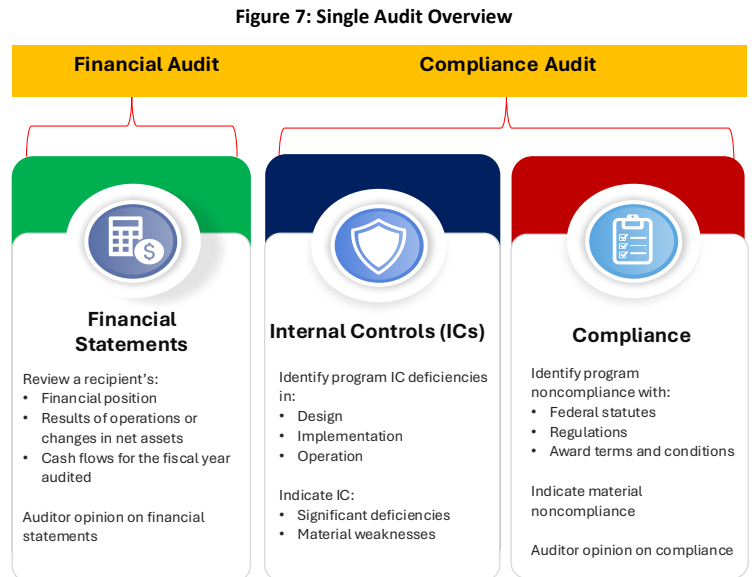 Figure 7: Single Audit Overview
Financial Audit
Compliance Audit
$
Financial
Statements
Review a recipient's:
• Financial position
• Results of operations or
changes in net assets
• Cash flows for the fiscal year
audited
Auditor opinion on financial
statements
Internal Controls (ICs)
Identify program IC deficiencies
in:
• Design
• Implementation
• Operation
Indicate IC:
• Significant deficiencies
• Material weaknesses
Compliance
Identify program
noncompliance with:
• Federal statutes
• Regulations
• Award terms and conditions
Indicate material
noncompliance
Auditor opinion on compliance